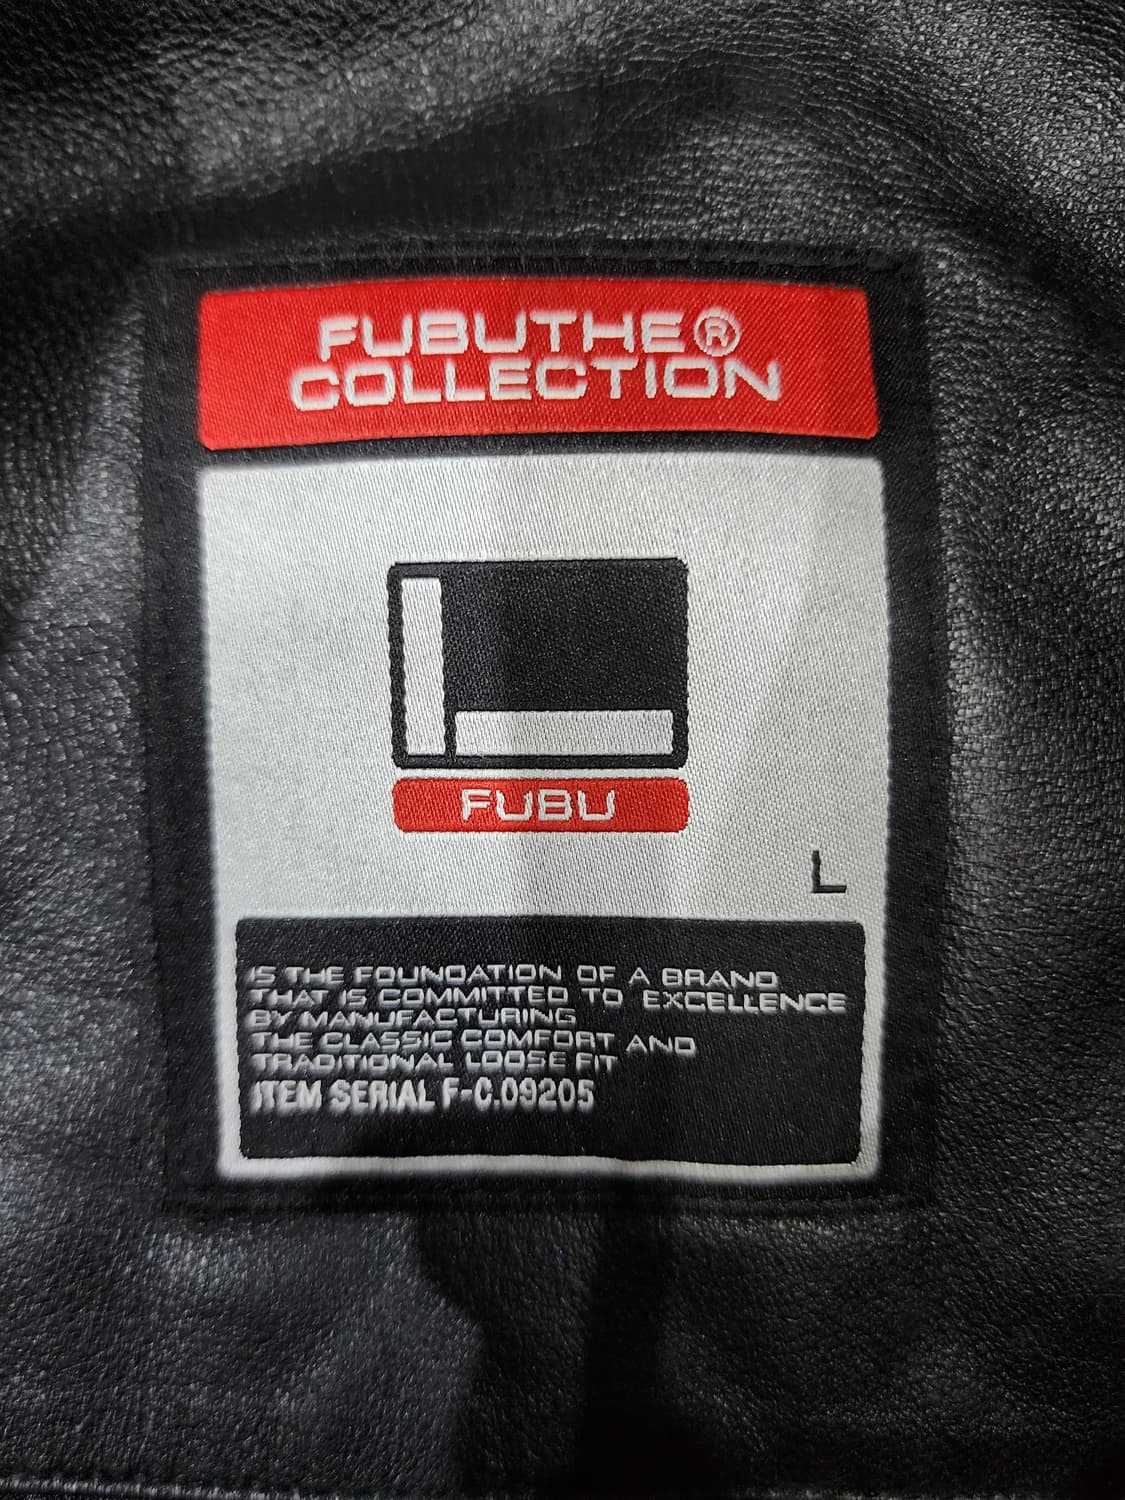 FUBUTHE®
COLLECTION
FUBU
L
IS THE FOUNDATION OF A BRAND
THAT IS COMMITTED TO EXCELLENCE
BY MANUFACTURING
THE CLASSIC COMFORT AND
TRADITIONAL LOOSE FIT
ITEM SERIAL F-C.09205